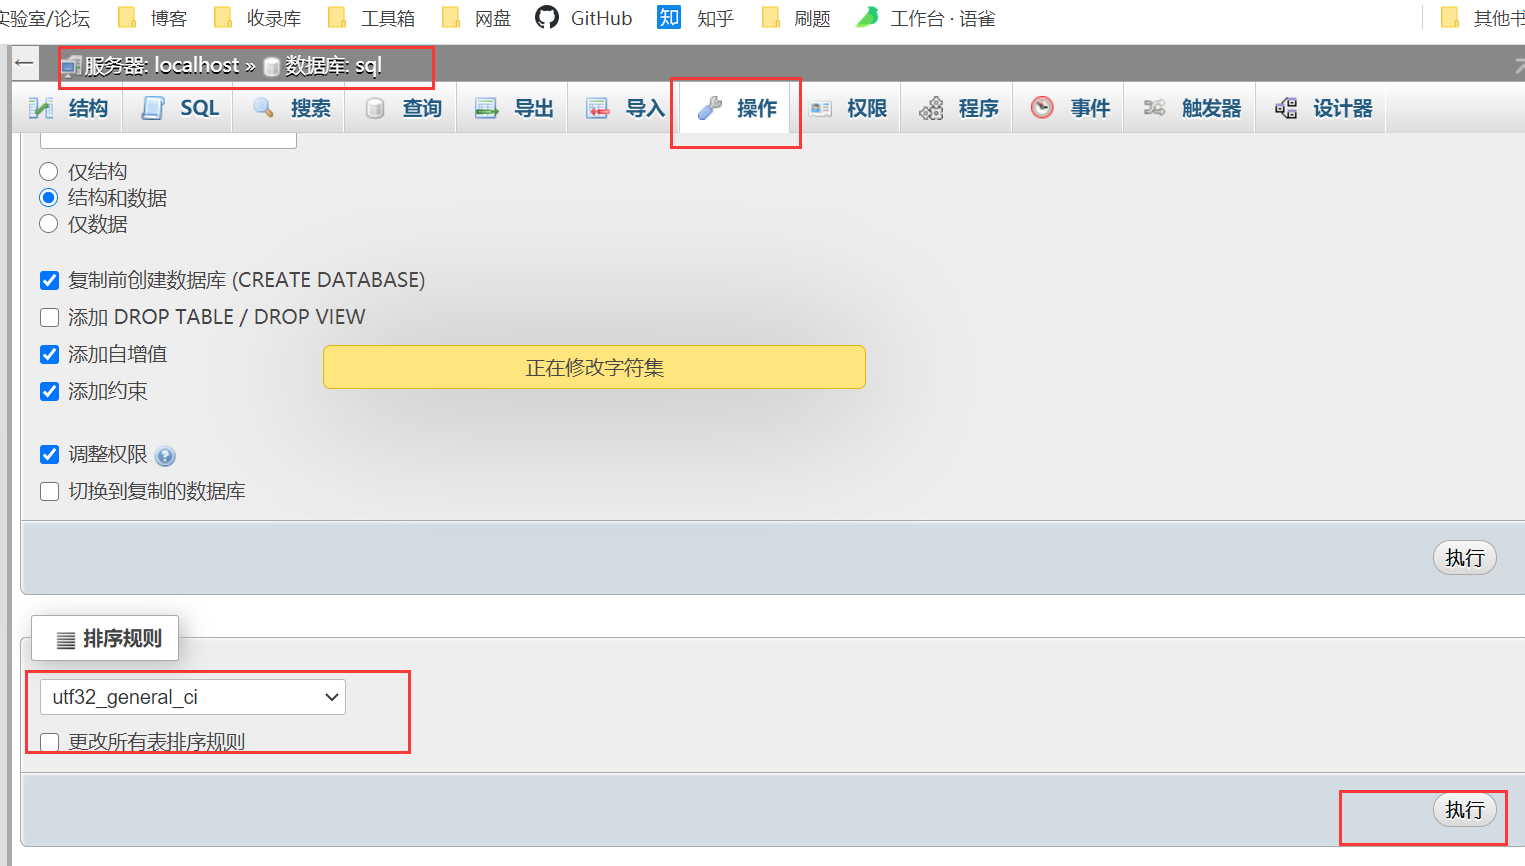 实验室/论坛 博客 收录库 工具箱 网盘 GitHub 知 知乎 刷题 工作台 · 语雀 其他书
← 服务器: localhost » 数据库: sql
结构 SQL 搜索 查询 导出 导入 操作 权限 程序 事件 触发器 设计器
仅结构
结构和数据
仅数据
复制前创建数据库 (CREATE DATABASE)
添加 DROP TABLE / DROP VIEW
添加自增值
正在修改字符集
添加约束
调整权限
切换到复制的数据库
执行
排序规则
utf32_general_ci
更改所有表排序规则
执行